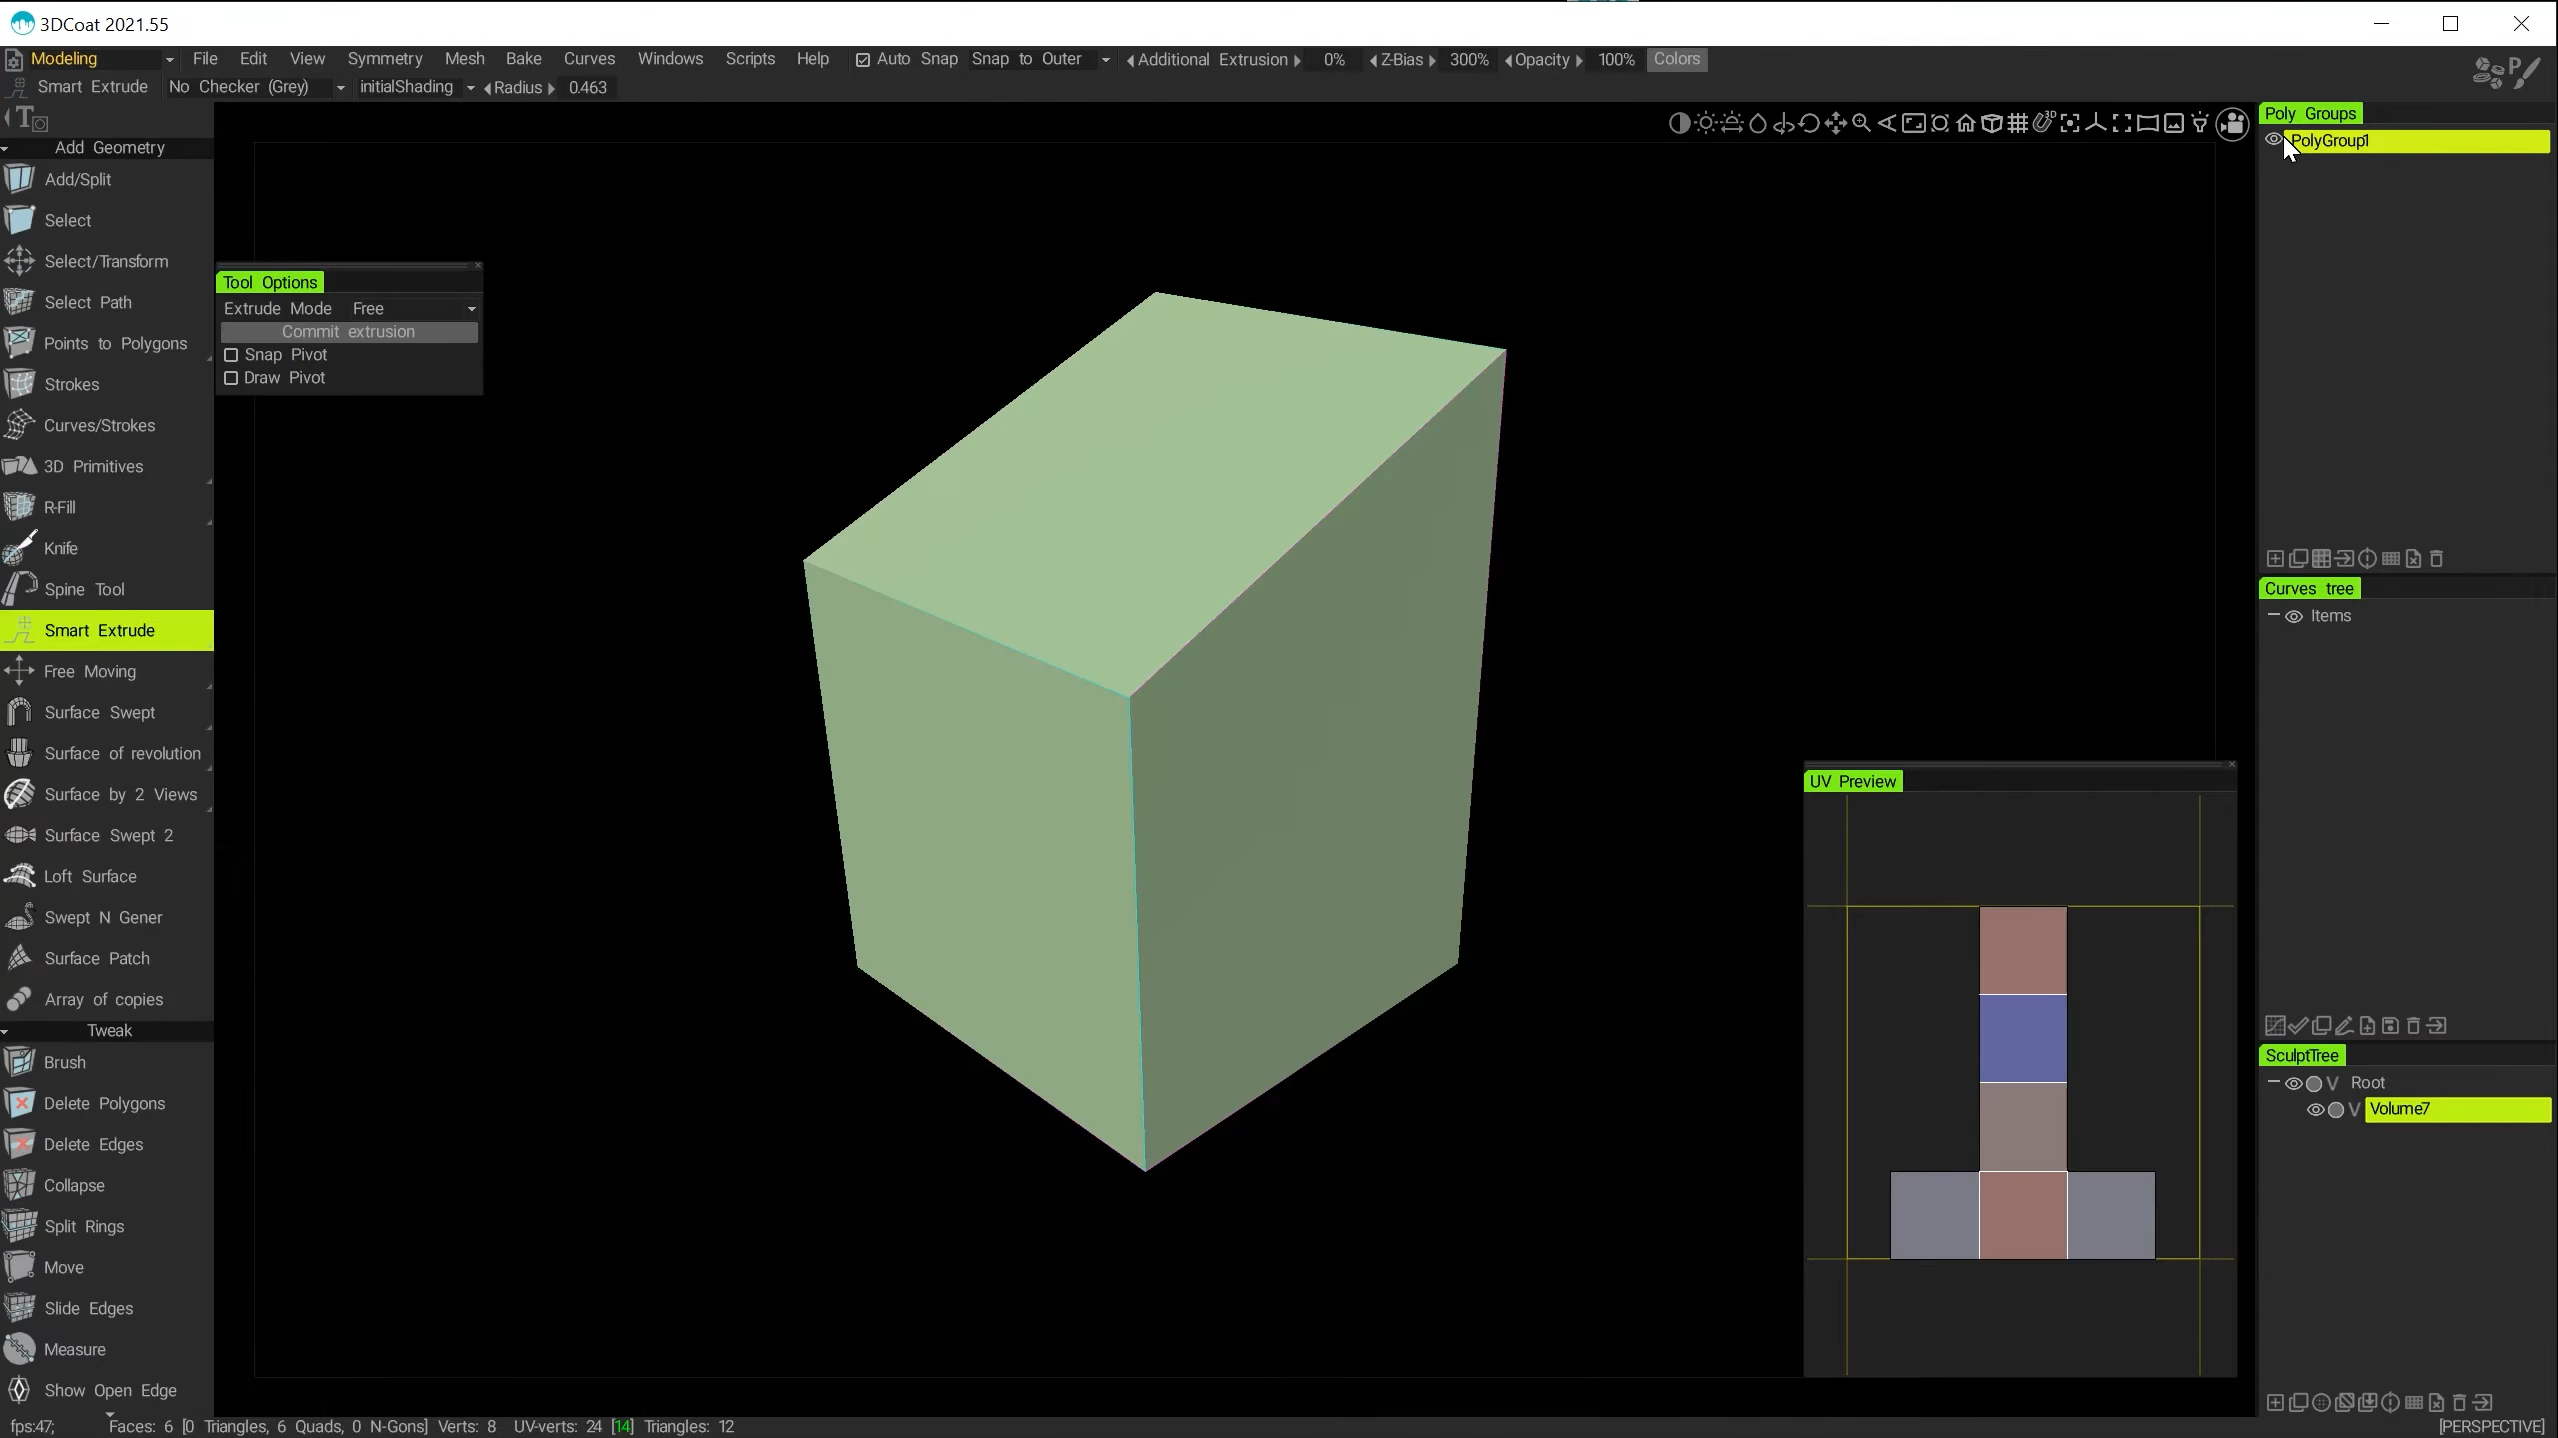 3DCoat 2021.55
Modeling File Edit View Symmetry Mesh Bake Curves Windows Scripts Help Auto Snap Snap to Outer Additional Extrusion 0% Z-Bias 300% Opacity 100% Colors
Smart Extrude No Checker (Grey) initialShading Radius 0.463
Add Geometry
Add/Split
Select
Select/Transform
Select Path
Points to Polygons
Strokes
Curves/Strokes
3D Primitives
R-Fill
Knife
Spine Tool
Smart Extrude
Free Moving
Surface Swept
Surface of revolution
Surface by 2 Views
Surface Swept 2
Loft Surface
Swept N Gener
Surface Patch
Array of copies
Tweak
Brush
Delete Polygons
Delete Edges
Collapse
Split Rings
Move
Slide Edges
Measure
Show Open Edge
Tool Options
Extrude Mode Free
Commit extrusion
Snap Pivot
Draw Pivot
UV Preview
Poly Groups
PolyGroup1
Curves tree
Items
SculptTree
V Root
V Volume7
fps:47; Faces: 6 [0 Triangles, 6 Quads, 0 N-Gons] Verts: 8 UV-verts: 24 [14] Triangles: 12
[PERSPECTIVE]